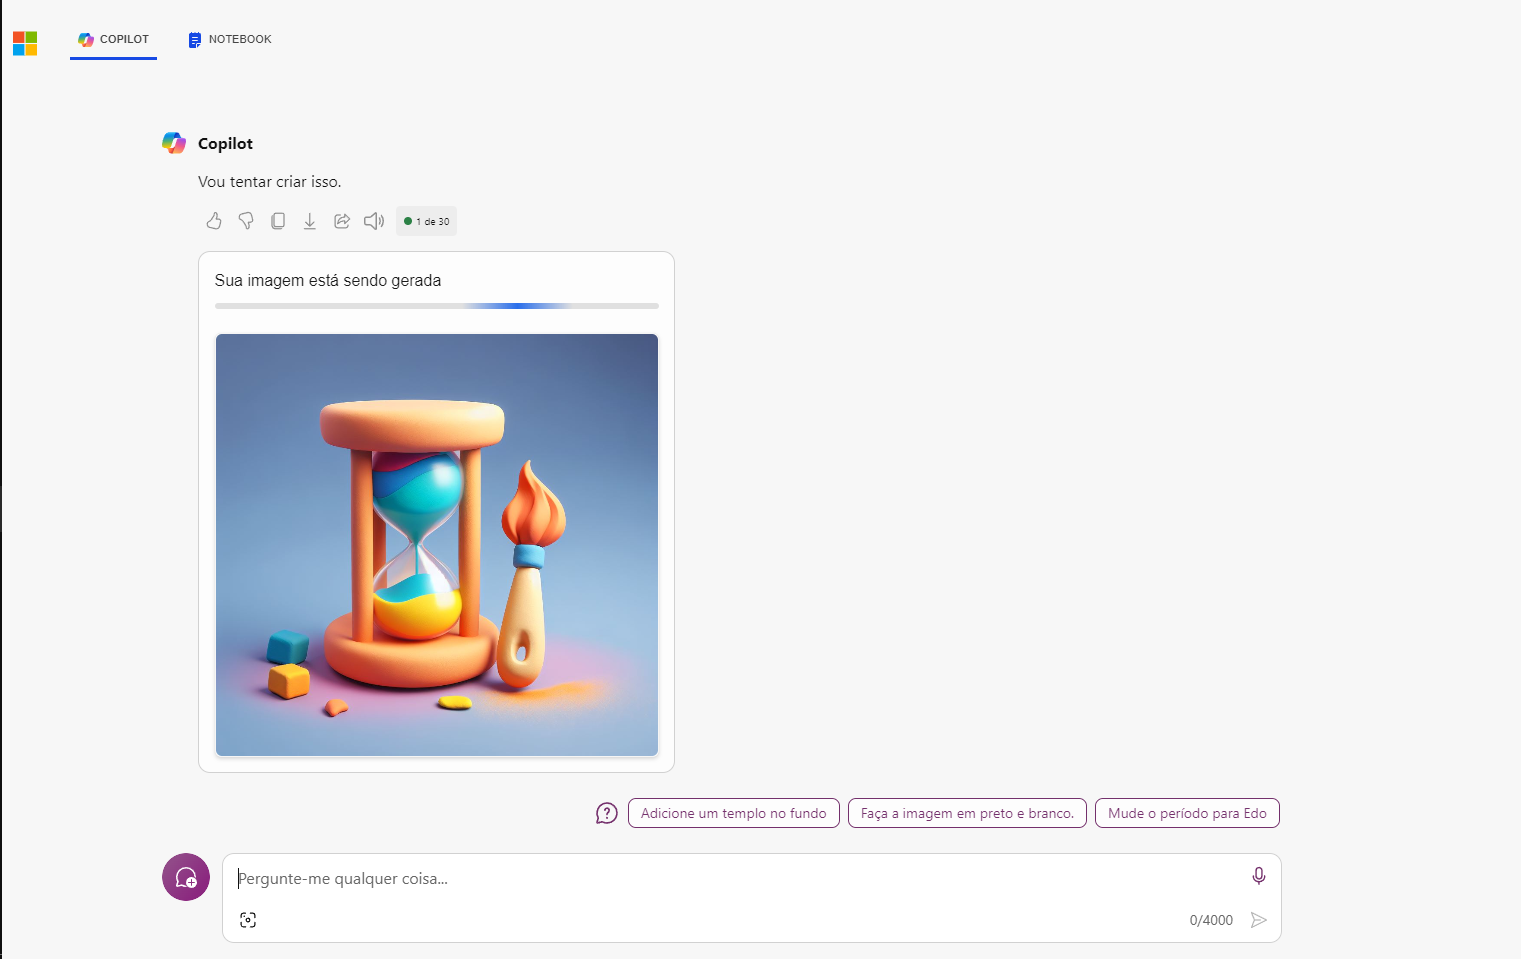 COPILOT
NOTEBOOK
Copilot
Vou tentar criar isso.
1 de 30
Sua imagem está sendo gerada
Adicione um templo no fundo
Faça a imagem em preto e branco.
Mude o período para Edo
Pergunte-me qualquer coisa...
0/4000